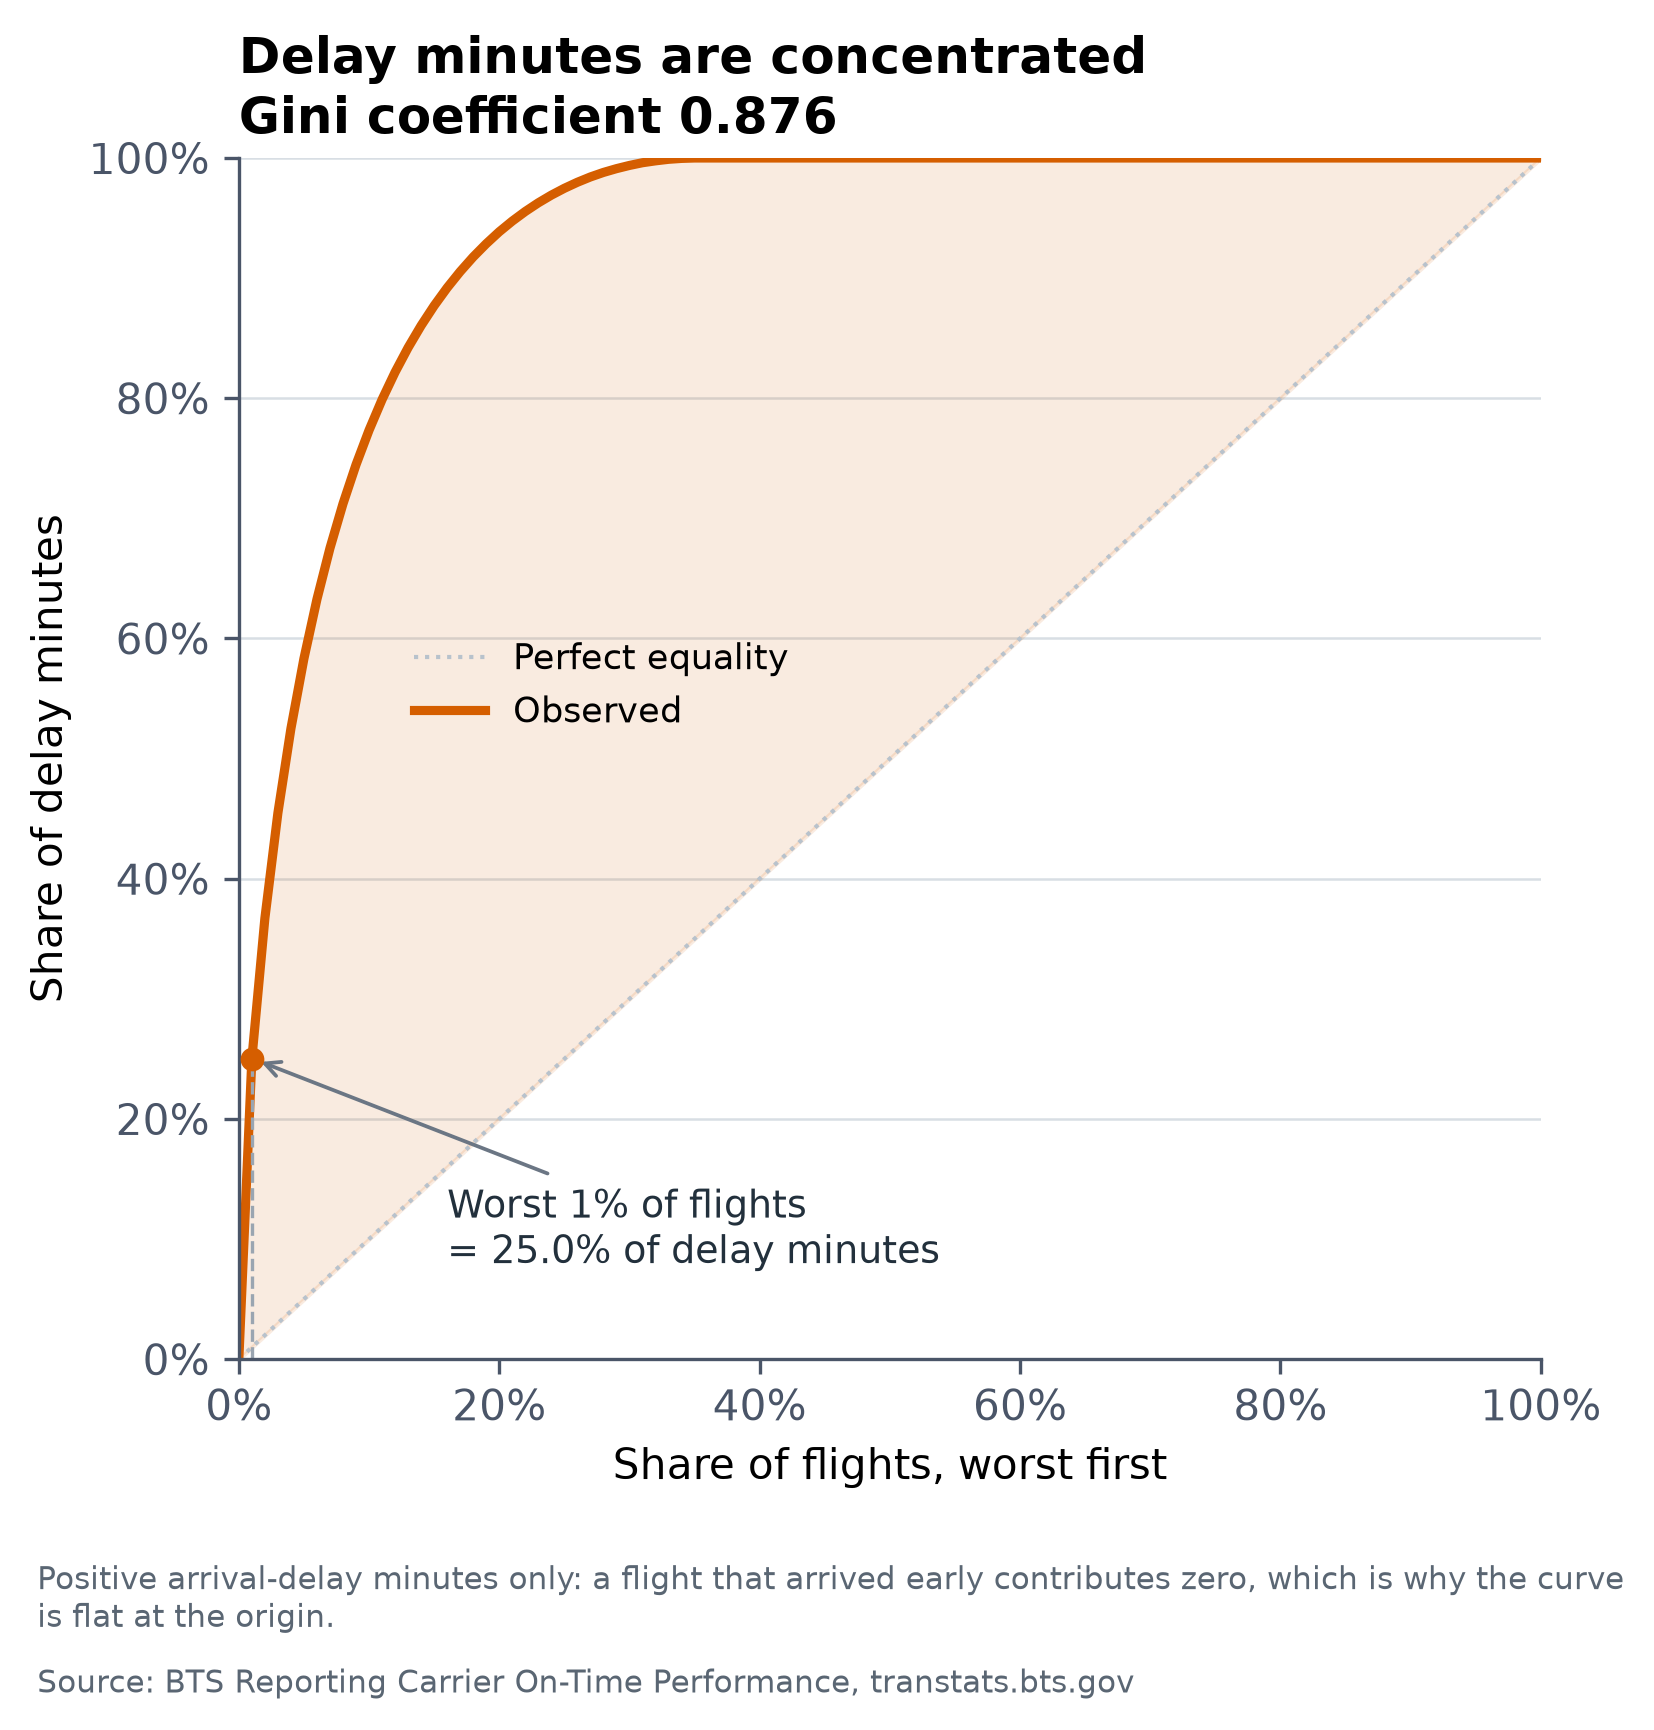 Delay minutes are concentrated
Gini coefficient 0.876
100%
80%
60%
40%
20%
0%
Share of delay minutes
Perfect equality
Observed
Worst 1% of flights
= 25.0% of delay minutes
0%
20%
40%
60%
80%
100%
Share of flights, worst first
Positive arrival-delay minutes only: a flight that arrived early contributes zero, which is why the curve
is flat at the origin.
Source: BTS Reporting Carrier On-Time Performance, transtats.bts.gov